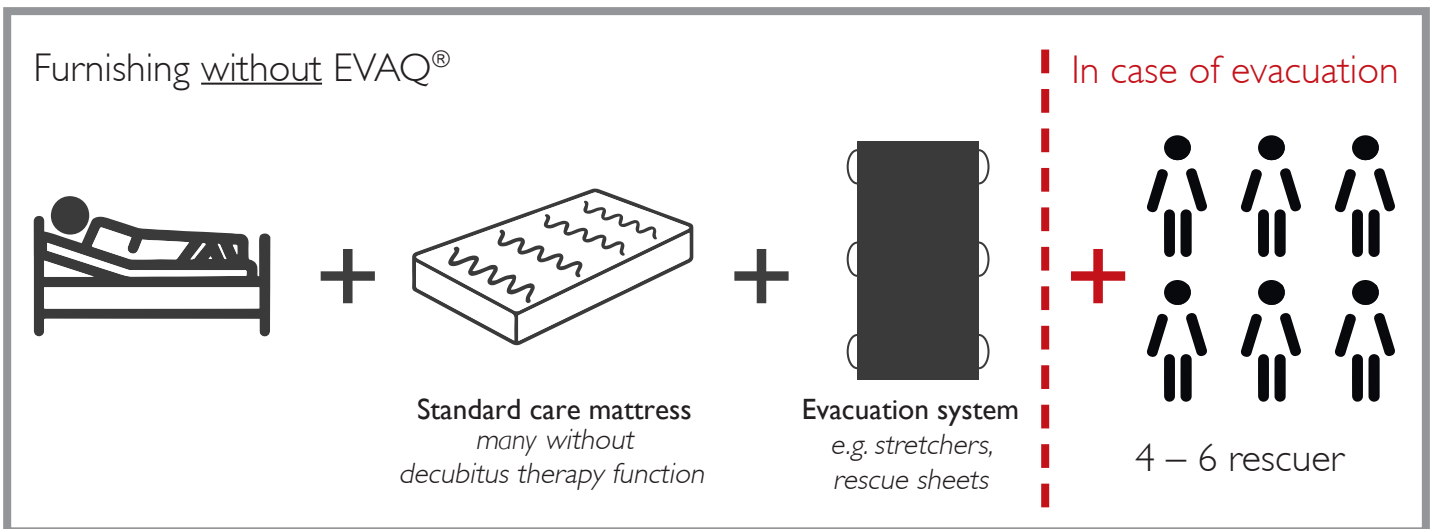 Furnishing without EVAQ®
In case of evacuation
Standard care mattress
many without
decubitus therapy function
Evacuation system
e.g. stretchers,
rescue sheets
4 – 6 rescuer